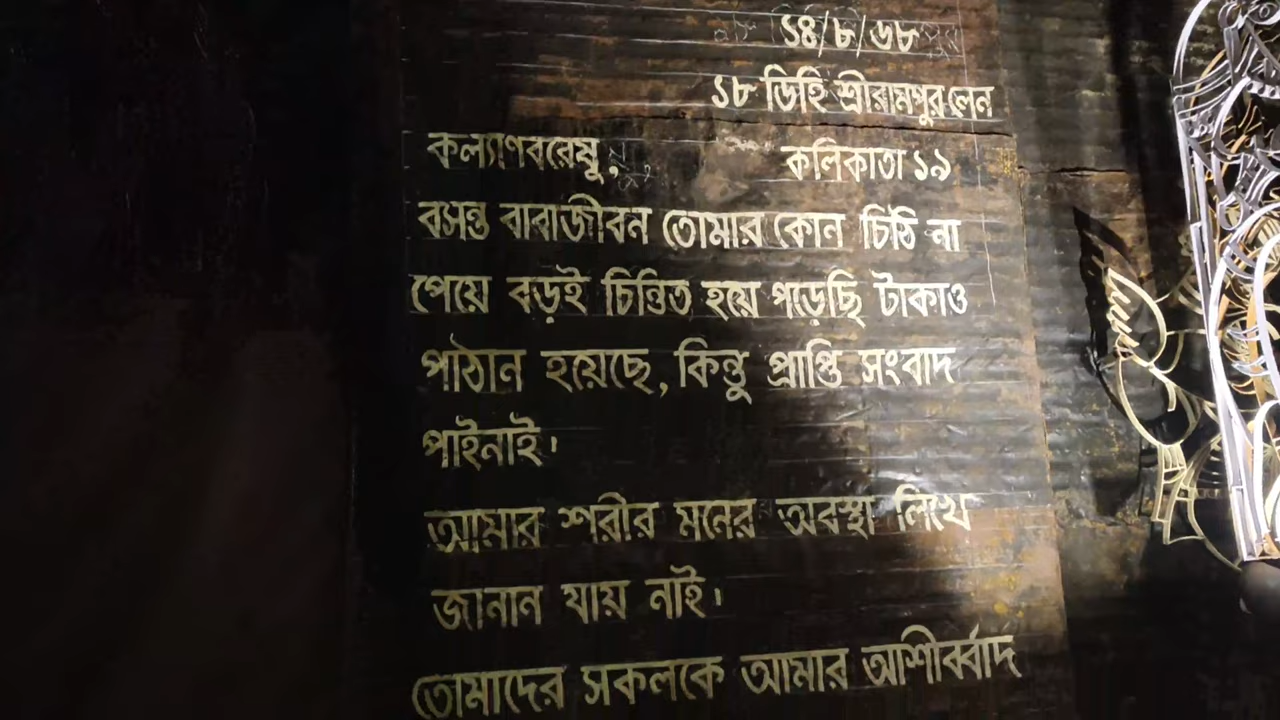 ১৪/৮/৬৮
১৮ ডিহি শ্রীরামপুর লেন
কল্যাণবরেষু, কলিকাতা ১৯
বসন্ত বাবাজীবন তোমার কোন চিঠি না
পেয়ে বড়ই চিন্তিত হয়ে পড়েছি টাকাও
পাঠান হয়েছে, কিন্তু প্রাপ্তি সংবাদ
পাইনাই।
আমার শরীর মনের অবস্থা লিখে
জানান যায় নাই।
তোমাদের সকলকে আমার আশীর্ব্বাদ